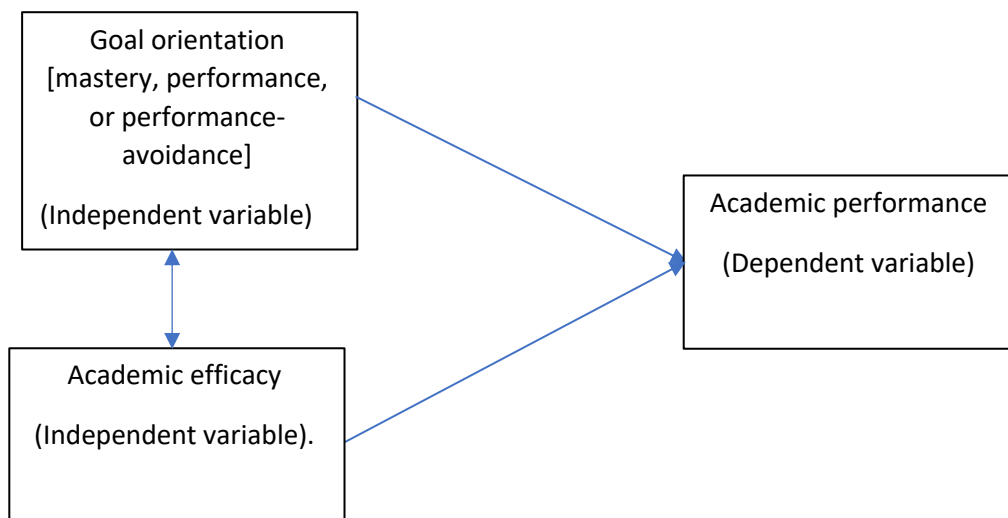 Goal orientation
[mastery, performance,
or performance-
avoidance]
(Independent variable)
Academic performance
(Dependent variable)
Academic efficacy
(Independent variable).